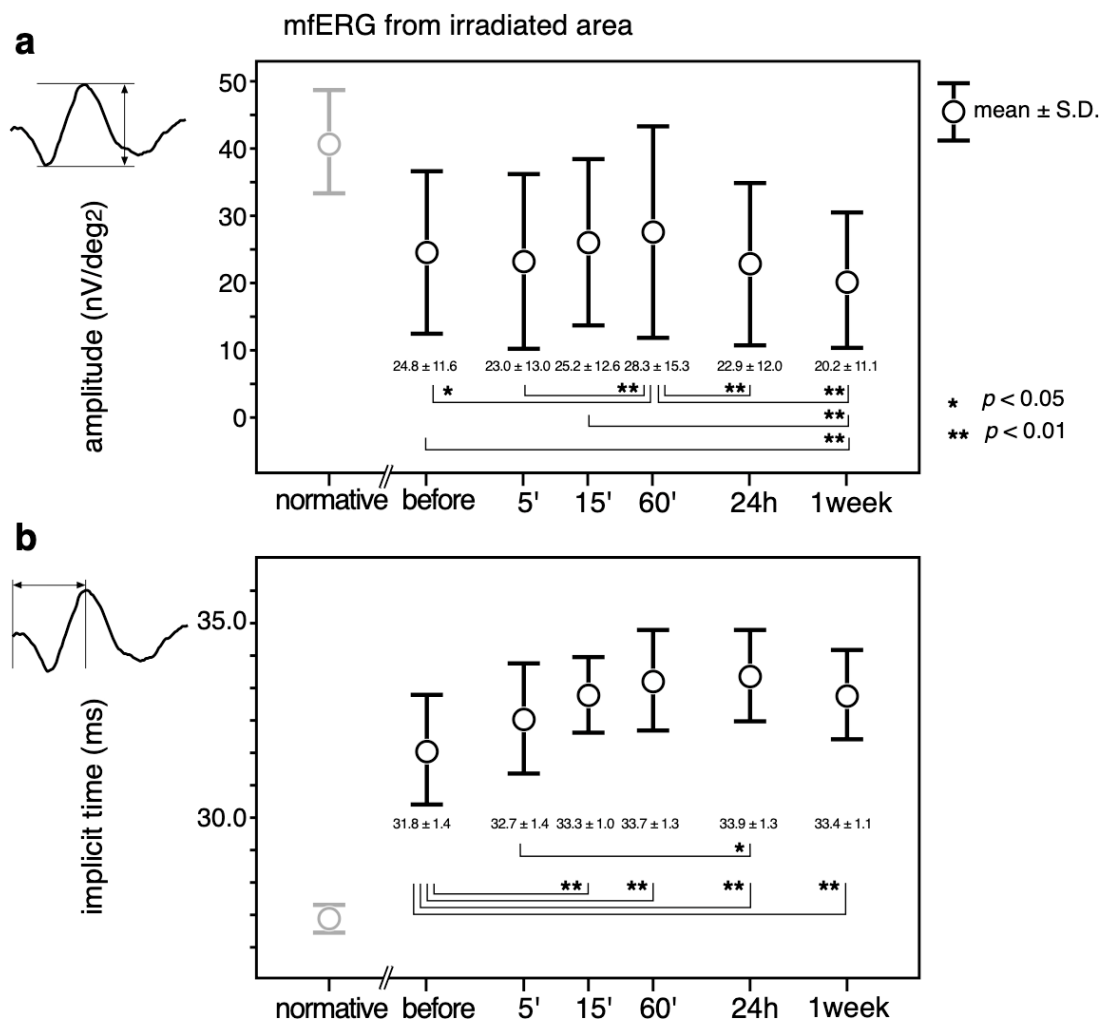 mfERG from irradiated area
a
50
40
30
20
10
0
amplitude (nV/deg2)
mean ± S.D.
24.8 ± 11.6 23.0 ± 13.0 25.2 ± 12.6 28.3 ± 15.3 22.9 ± 12.0 20.2 ± 11.1
* ** ** **
**
**
* p < 0.05
** p < 0.01
normative before 5' 15' 60' 24h 1week
b
35.0
30.0
implicit time (ms)
31.8 ± 1.4 32.7 ± 1.4 33.3 ± 1.0 33.7 ± 1.3 33.9 ± 1.3 33.4 ± 1.1
*
** ** ** **
normative before 5' 15' 60' 24h 1week